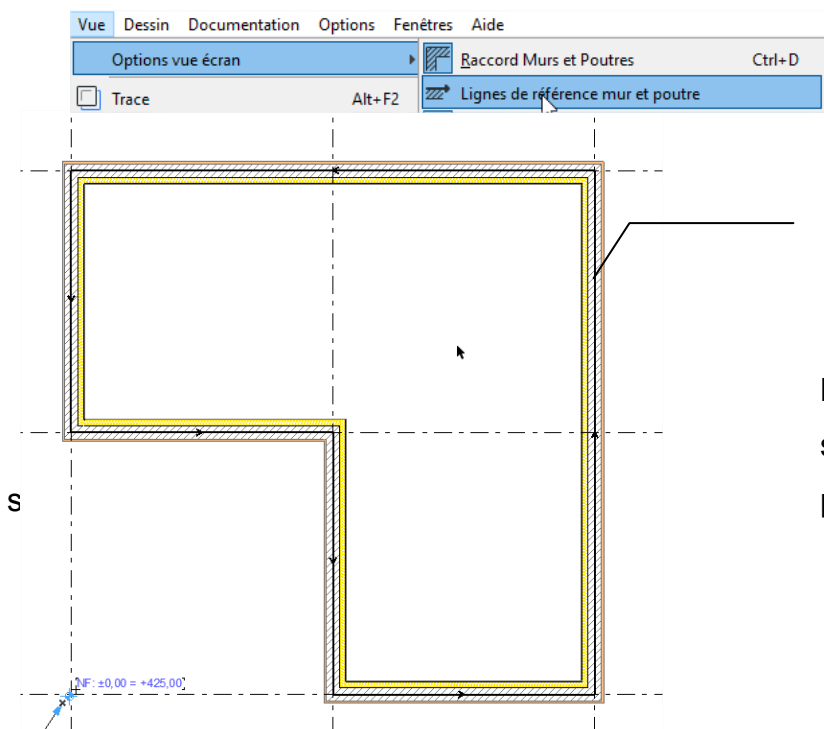 Vue Dessin Documentation Options Fenêtres Aide
Options vue écran
Raccord Murs et Poutres Ctrl+D
Trace Alt+F2
Lignes de référence mur et poutre
s
NF: ±0,00 = +425,00